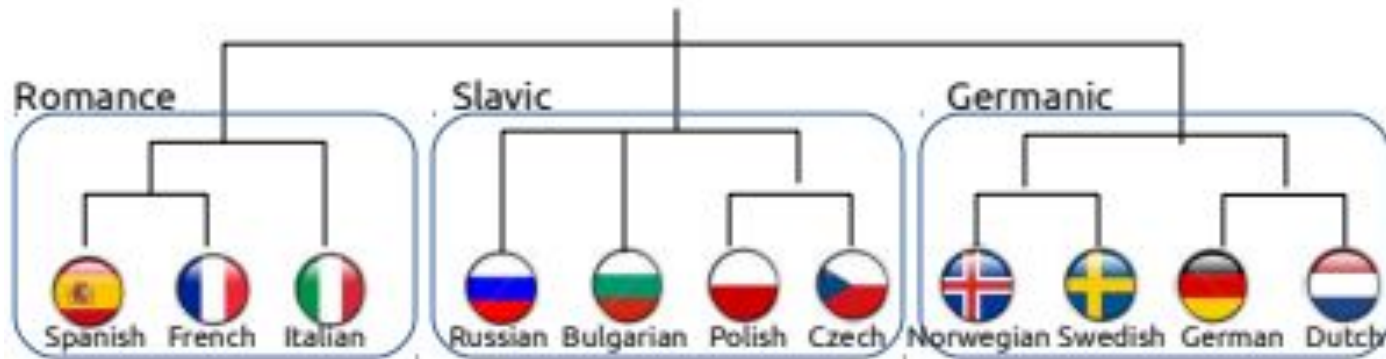 Romance Slavic Germanic
Spanish French Italian Russian Bulgarian Polish Czech Norwegian Swedish German Dutch